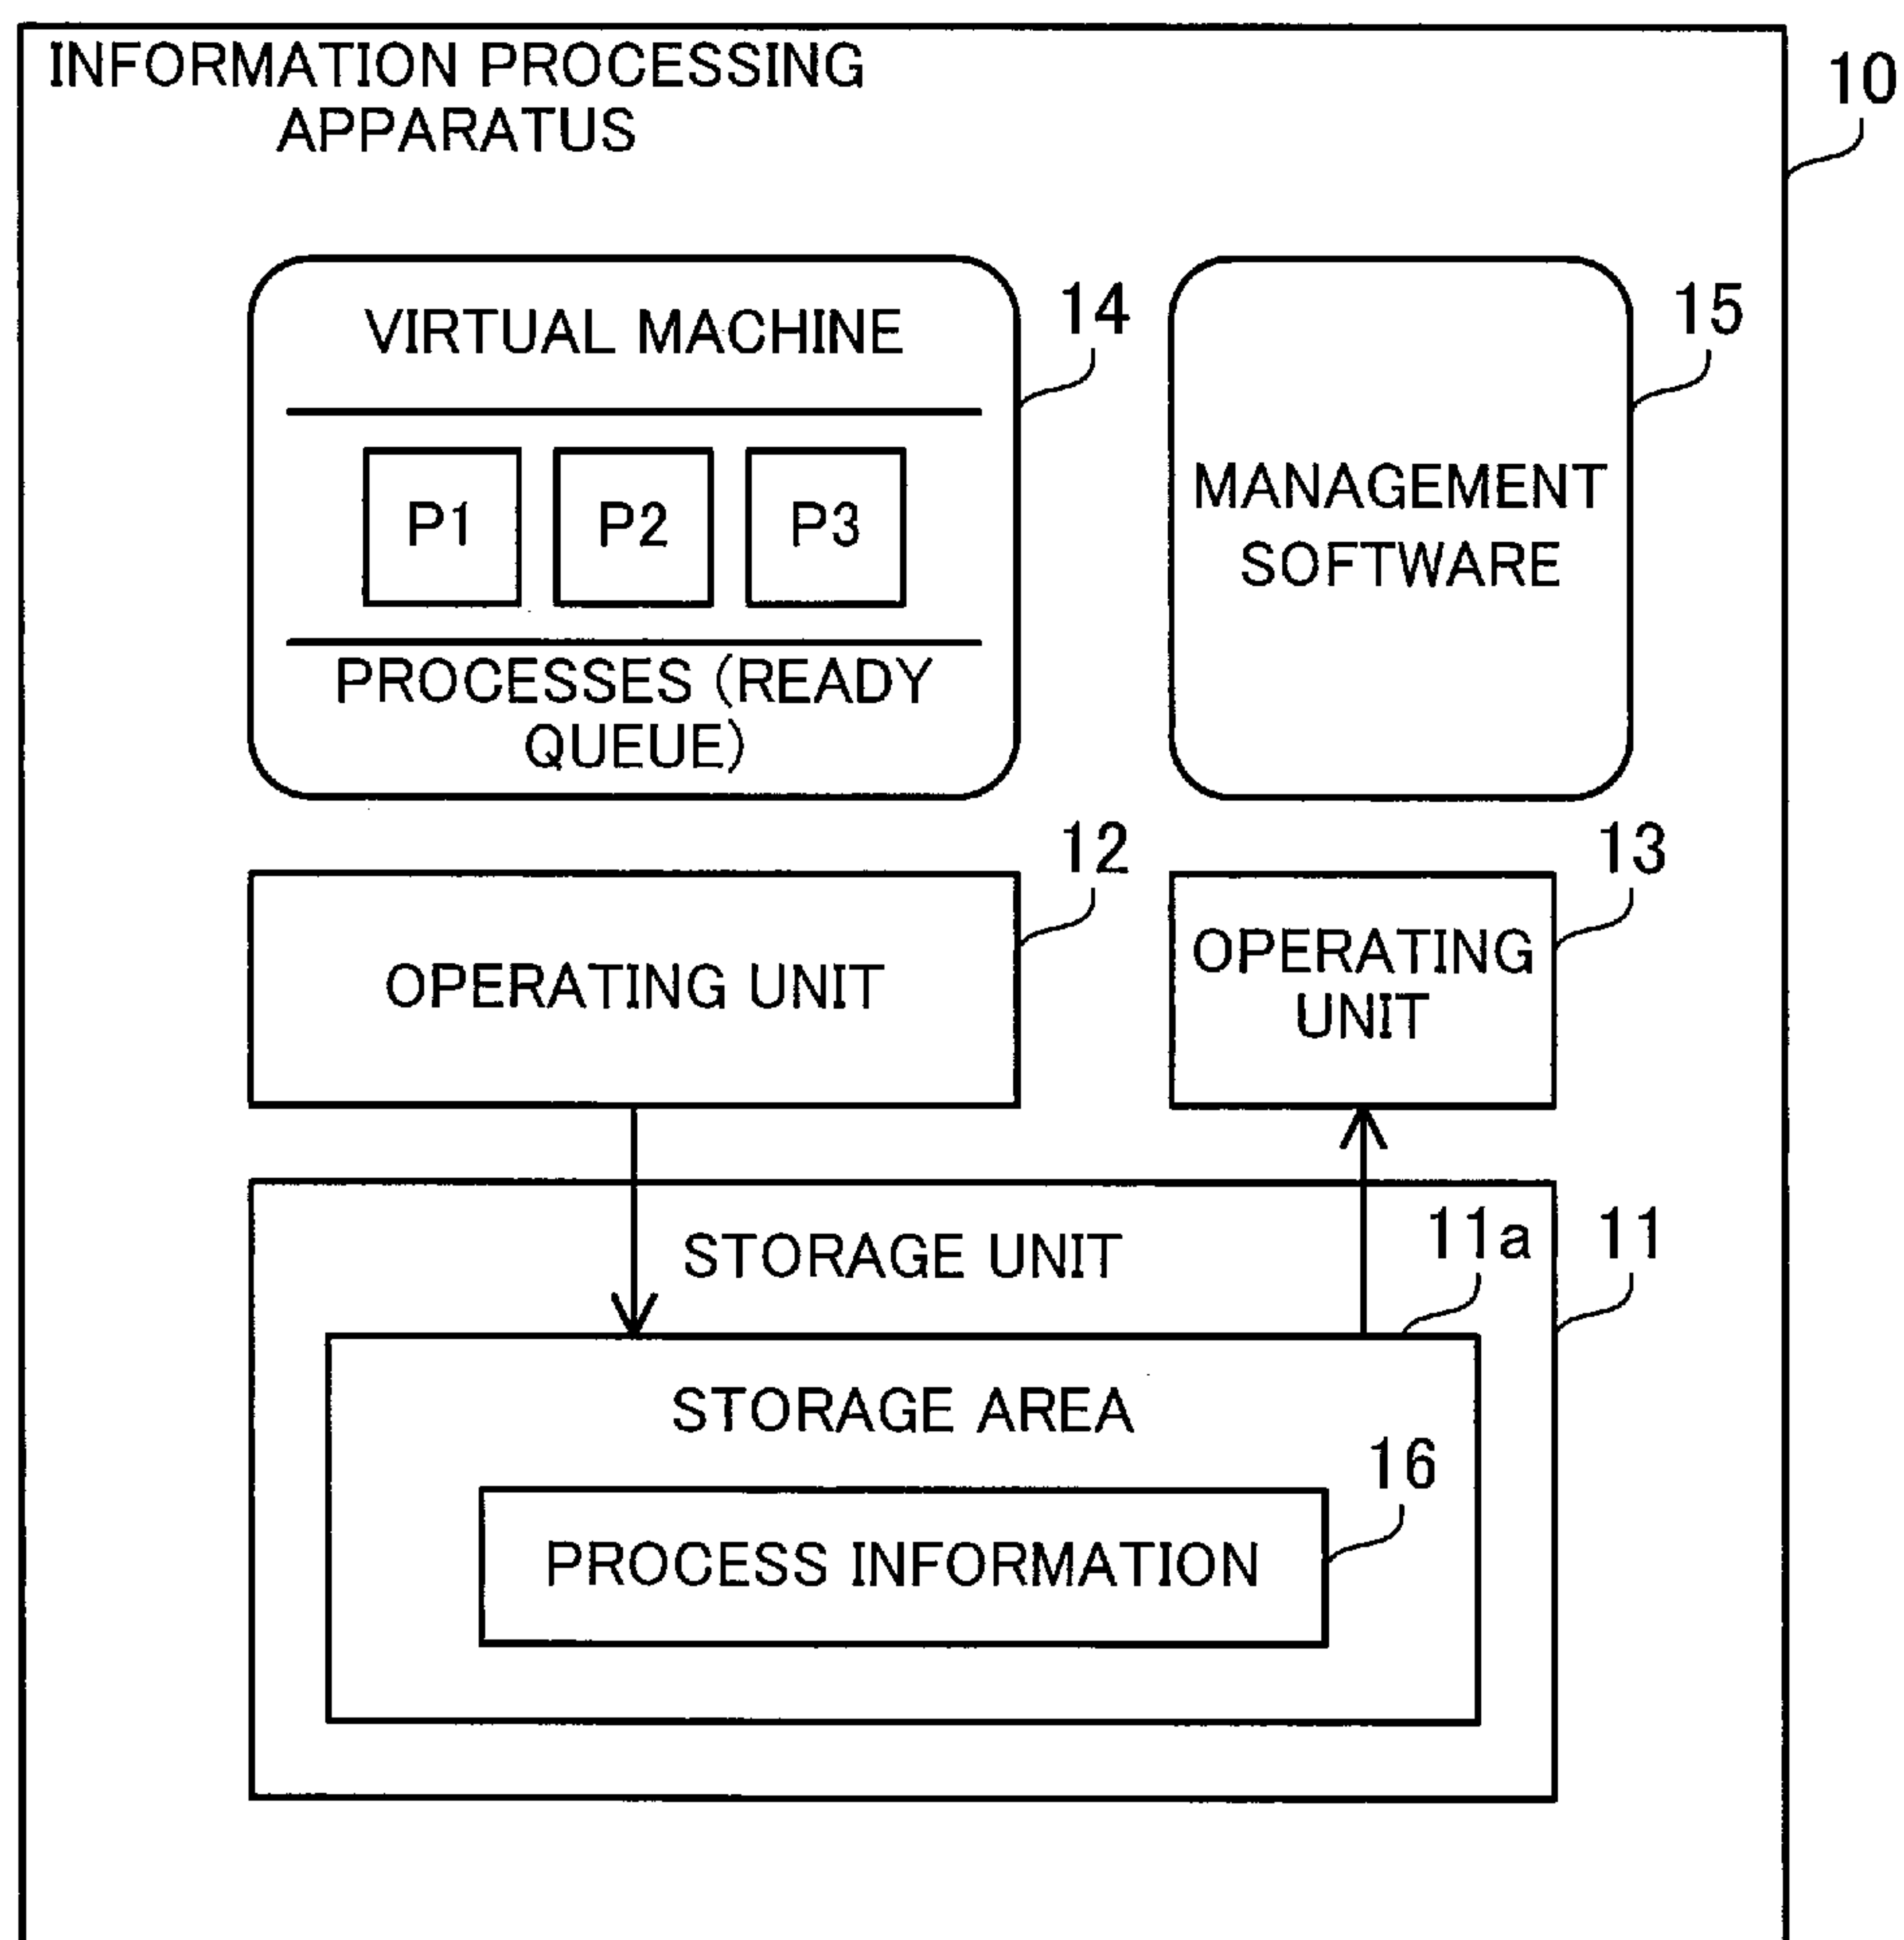 INFORMATION PROCESSING
APPARATUS
10
VIRTUAL MACHINE
14
P1 P2 P3
PROCESSES (READY
QUEUE)
15
MANAGEMENT
SOFTWARE
12
OPERATING UNIT
13
OPERATING
UNIT
STORAGE UNIT
11a
11
STORAGE AREA
16
PROCESS INFORMATION